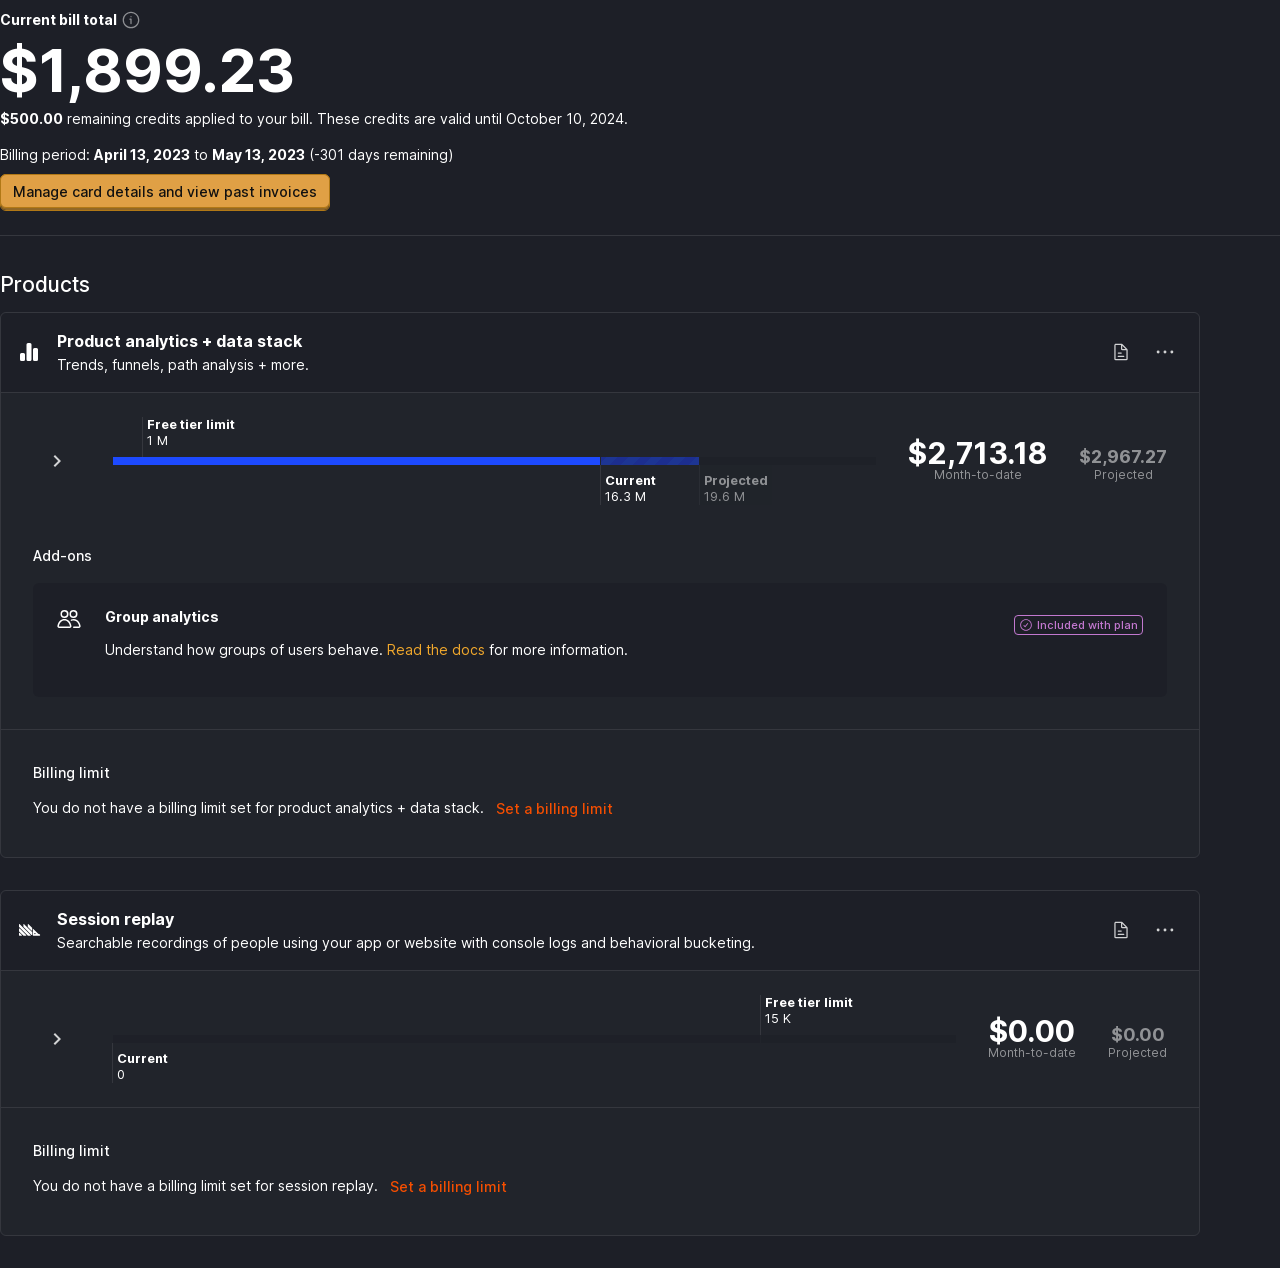 Current bill total
$1,899.23
$500.00 remaining credits applied to your bill. These credits are valid until October 10, 2024.
Billing period: April 13, 2023 to May 13, 2023 (-301 days remaining)
Manage card details and view past invoices
Products
Product analytics + data stack
Trends, funnels, path analysis + more.
Free tier limit
1 M
Current
16.3 M
Projected
19.6 M
$2,713.18
Month-to-date
$2,967.27
Projected
Add-ons
Group analytics
Included with plan
Understand how groups of users behave. Read the docs for more information.
Billing limit
You do not have a billing limit set for product analytics + data stack. Set a billing limit
Session replay
Searchable recordings of people using your app or website with console logs and behavioral bucketing.
Free tier limit
15 K
Current
0
$0.00
Month-to-date
$0.00
Projected
Billing limit
You do not have a billing limit set for session replay. Set a billing limit